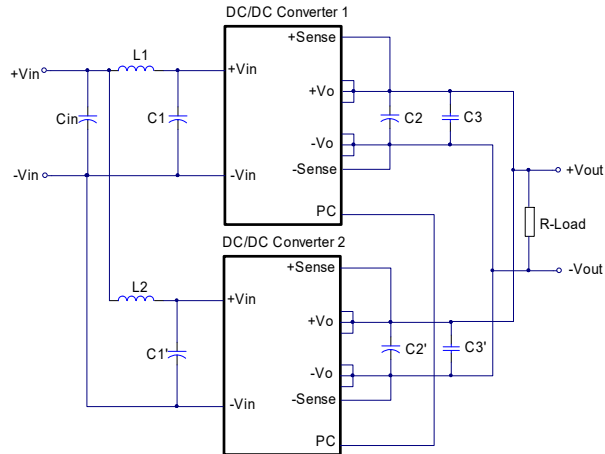 DC/DC Converter 1
+Sense
L1
+Vin
+Vin
+Vo
Cin
C1
C2
C3
-Vo
-Vin
-Vin
-Sense
+Vout
PC
R-Load
DC/DC Converter 2
+Sense
-Vout
L2
+Vin
+Vo
C1'
C2'
C3'
-Vo
-Vin
-Sense
PC